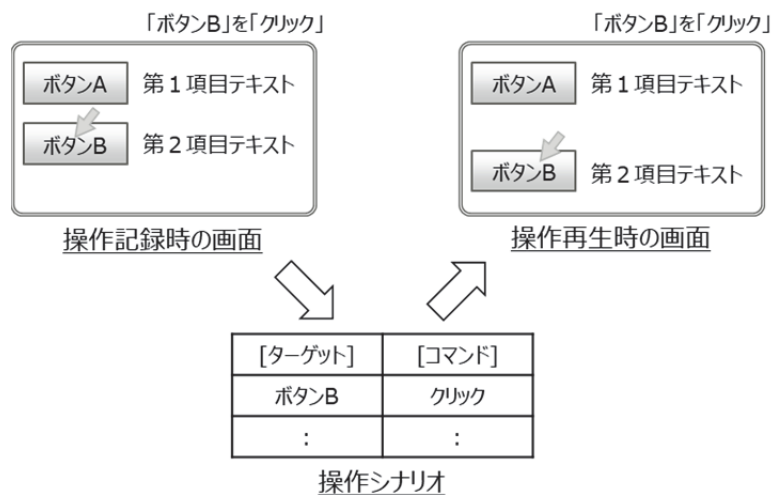 「ボタンB」を「クリック」
ボタンA 第1項目テキスト
ボタンB 第2項目テキスト
操作記録時の画面
「ボタンB」を「クリック」
ボタンA 第1項目テキスト
ボタンB 第2項目テキスト
操作再生時の画面
[ターゲット] [コマンド]
ボタンB クリック
: :
操作シナリオ